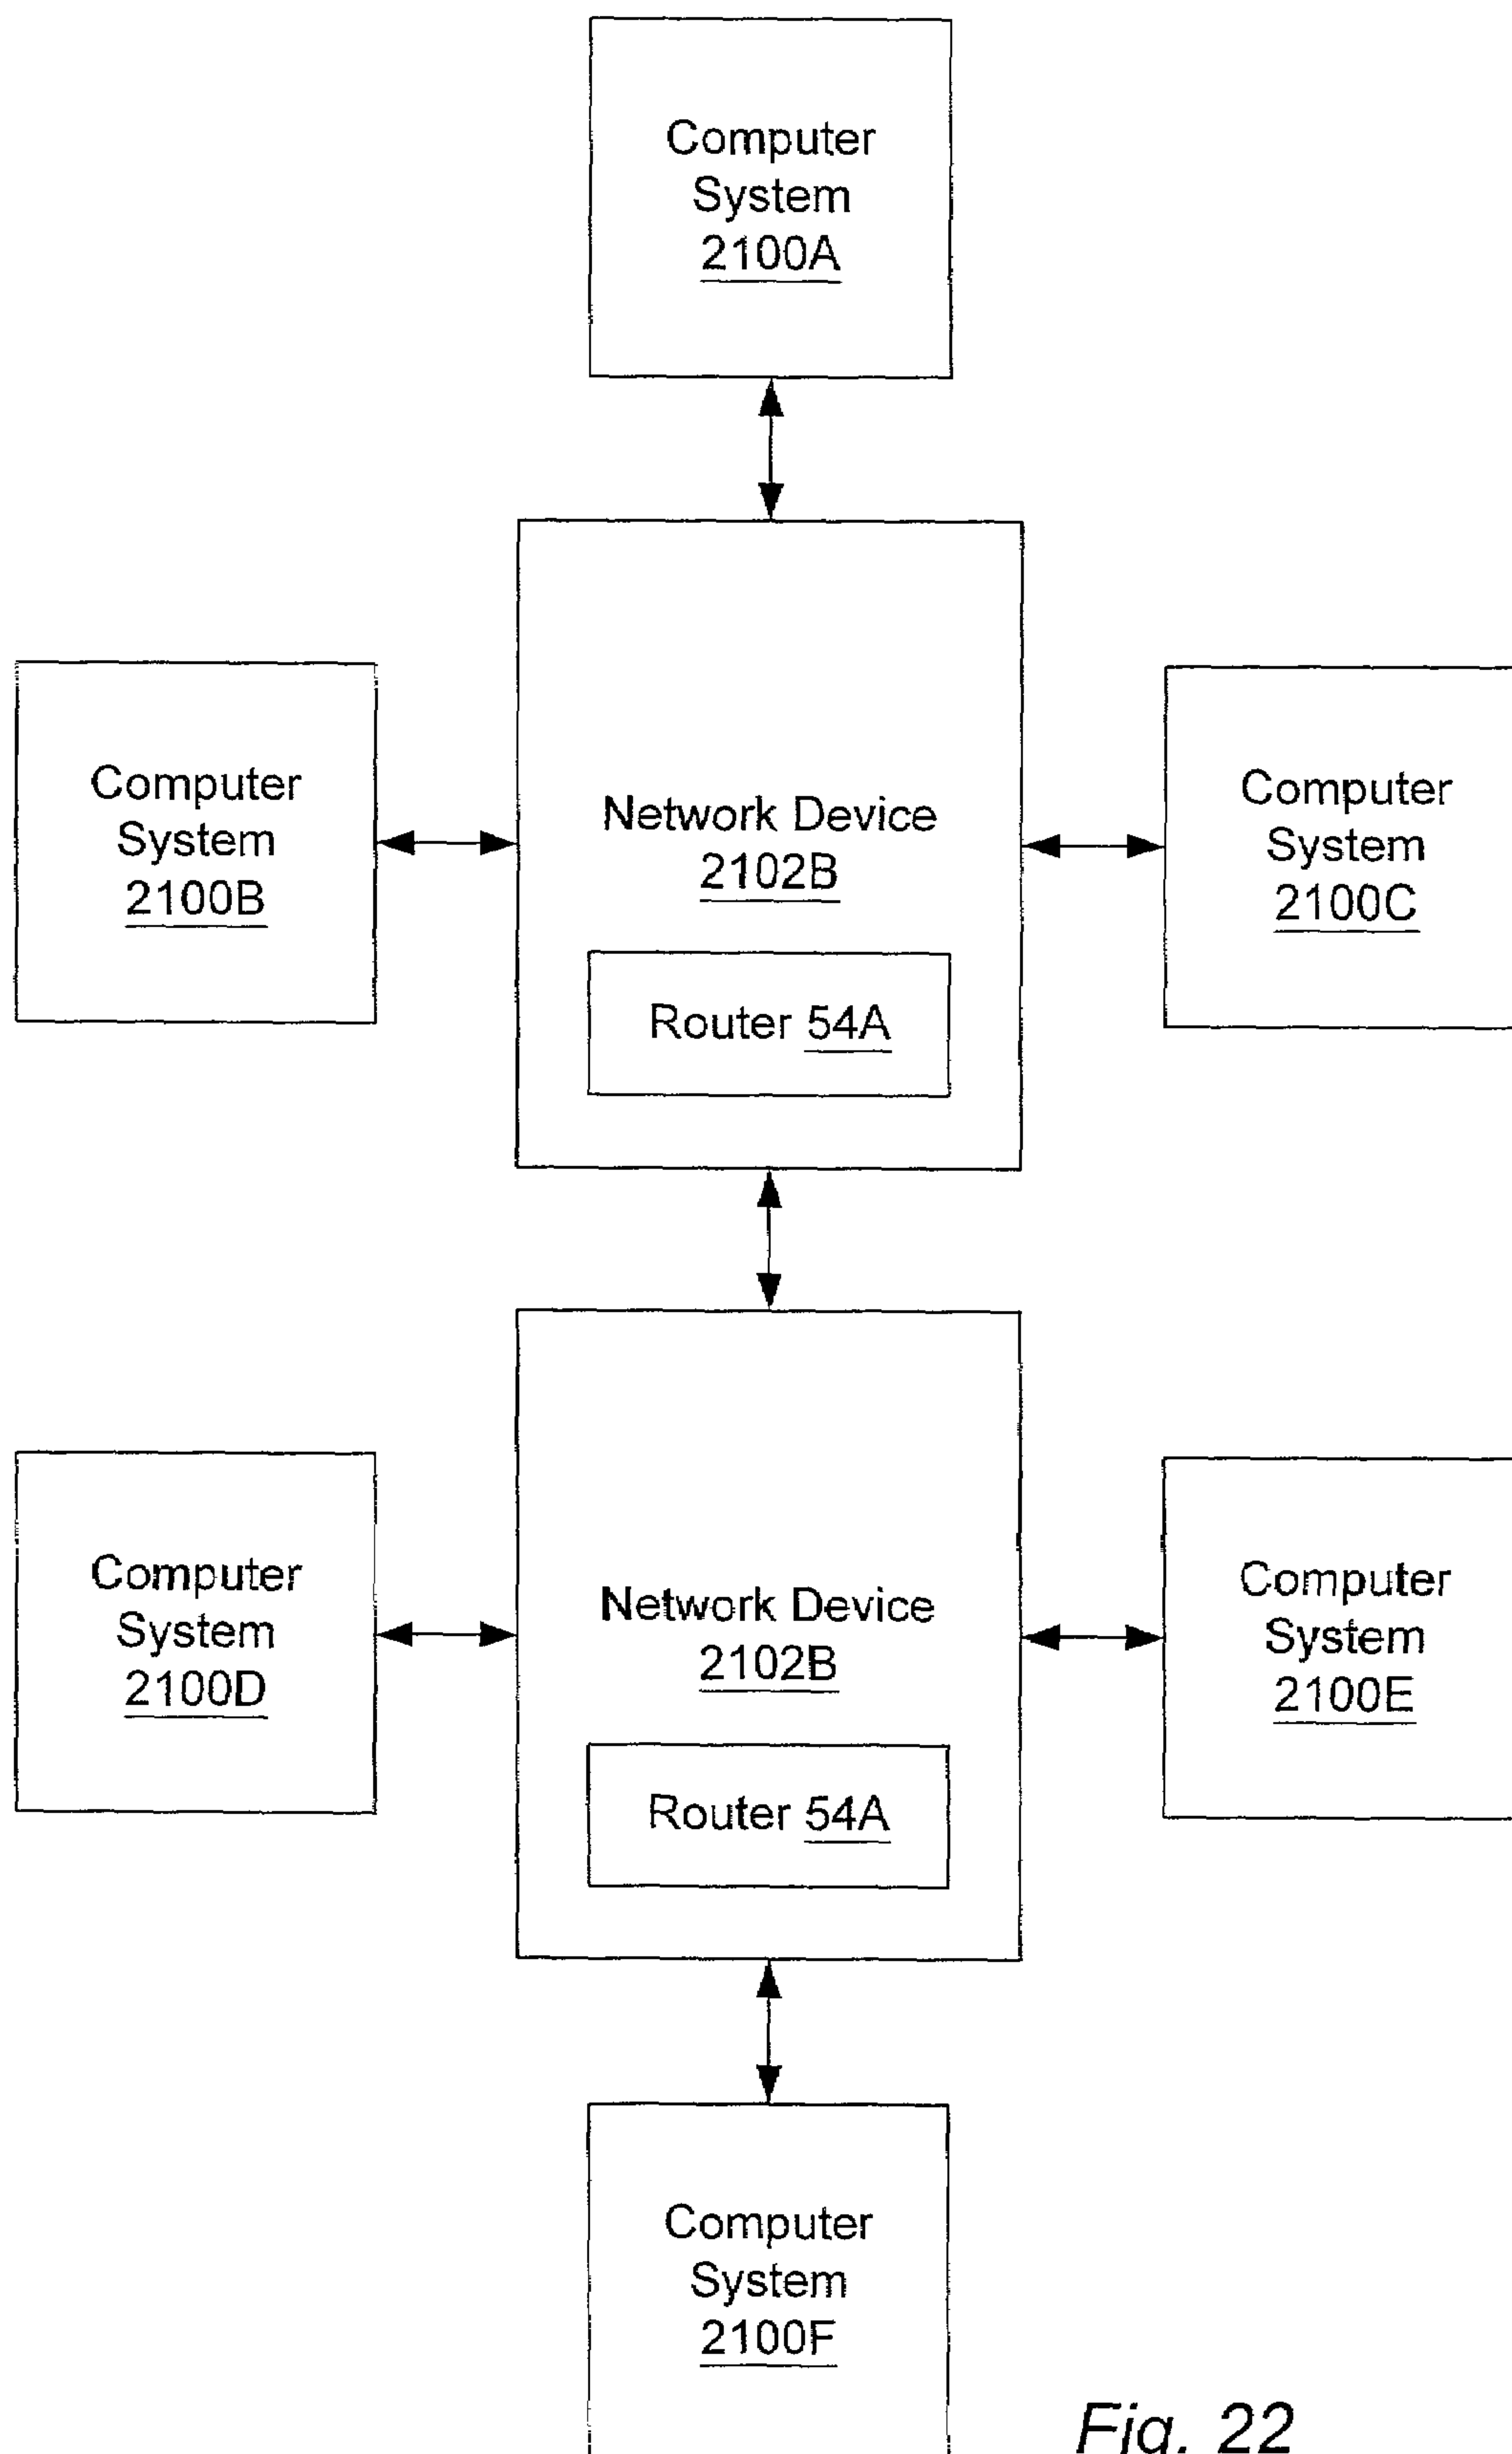 Computer
System
2100A
Computer
System
2100B
Network Device
2102B
Router 54A
Computer
System
2100C
Computer
System
2100D
Network Device
2102B
Router 54A
Computer
System
2100E
Computer
System
2100F
Fig. 22